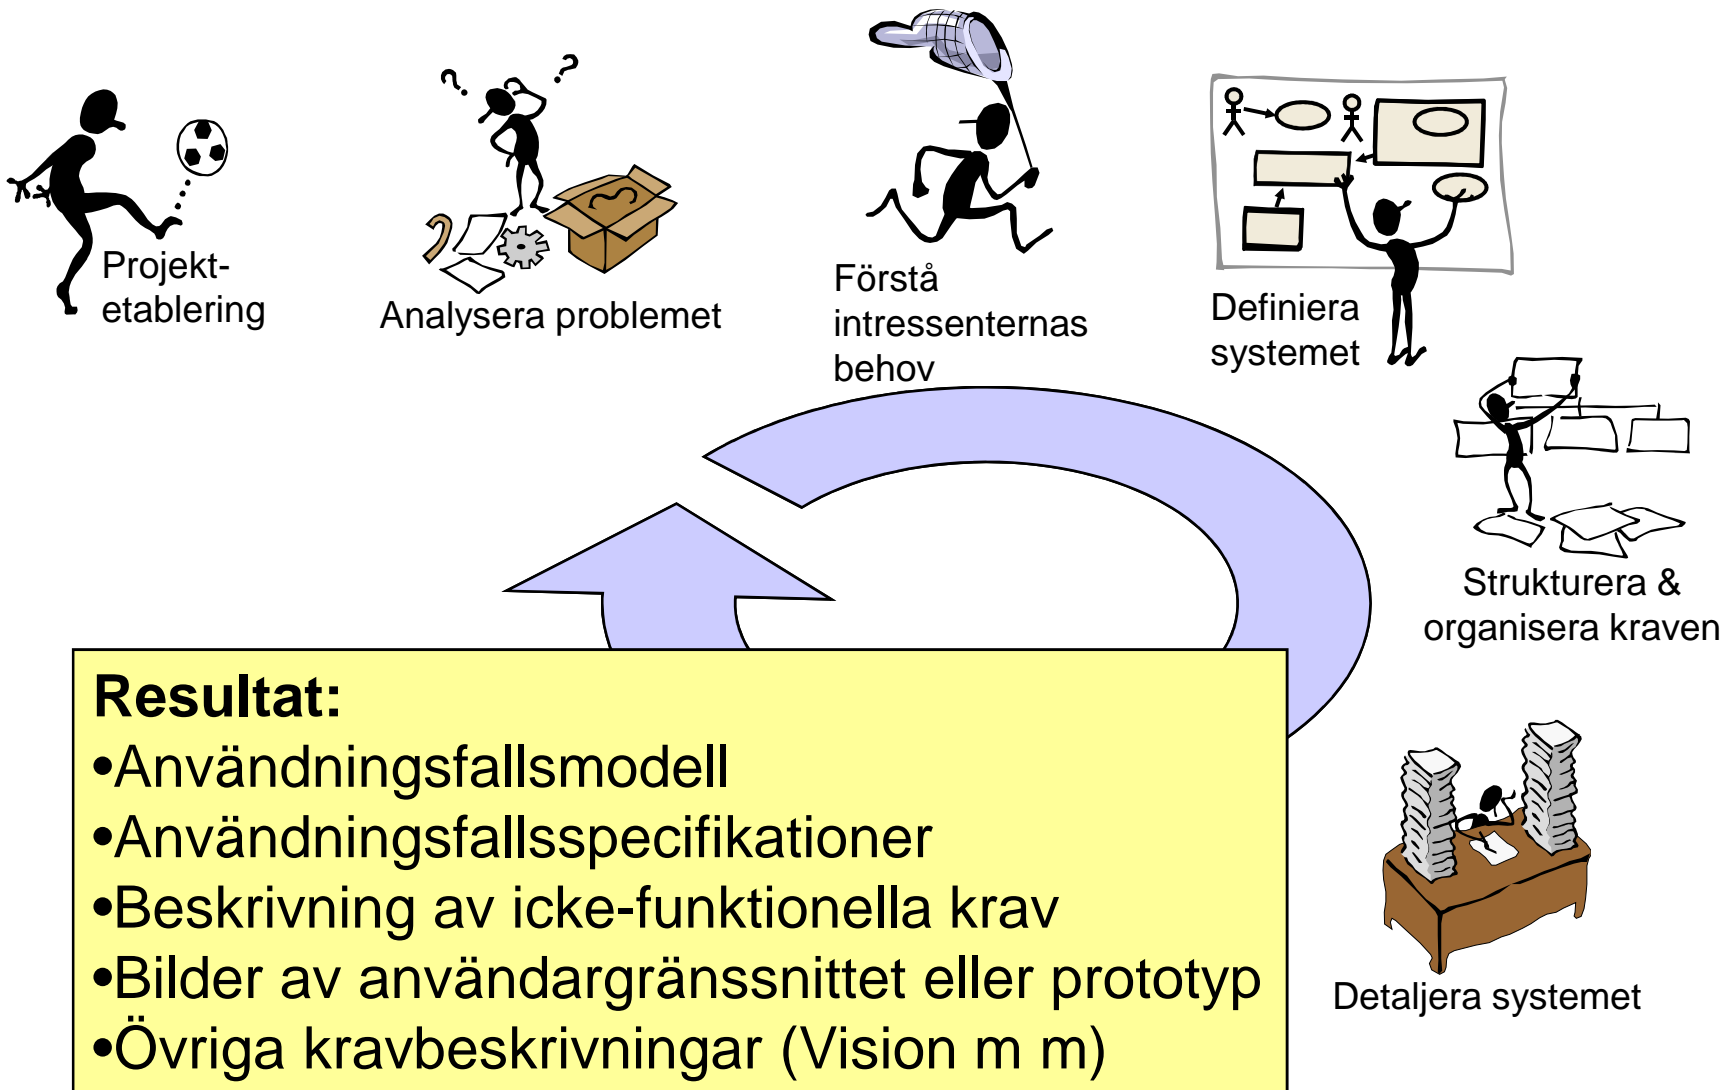 Projekt-
etablering
Analysera problemet
Förstå
intressenternas
behov
Definiera
systemet
Strukturera &
organisera kraven
Detaljera systemet
Resultat:
•Användningsfallsmodell
•Användningsfallsspecifikationer
•Beskrivning av icke-funktionella krav
•Bilder av användargränssnittet eller prototyp
•Övriga kravbeskrivningar (Vision m m)